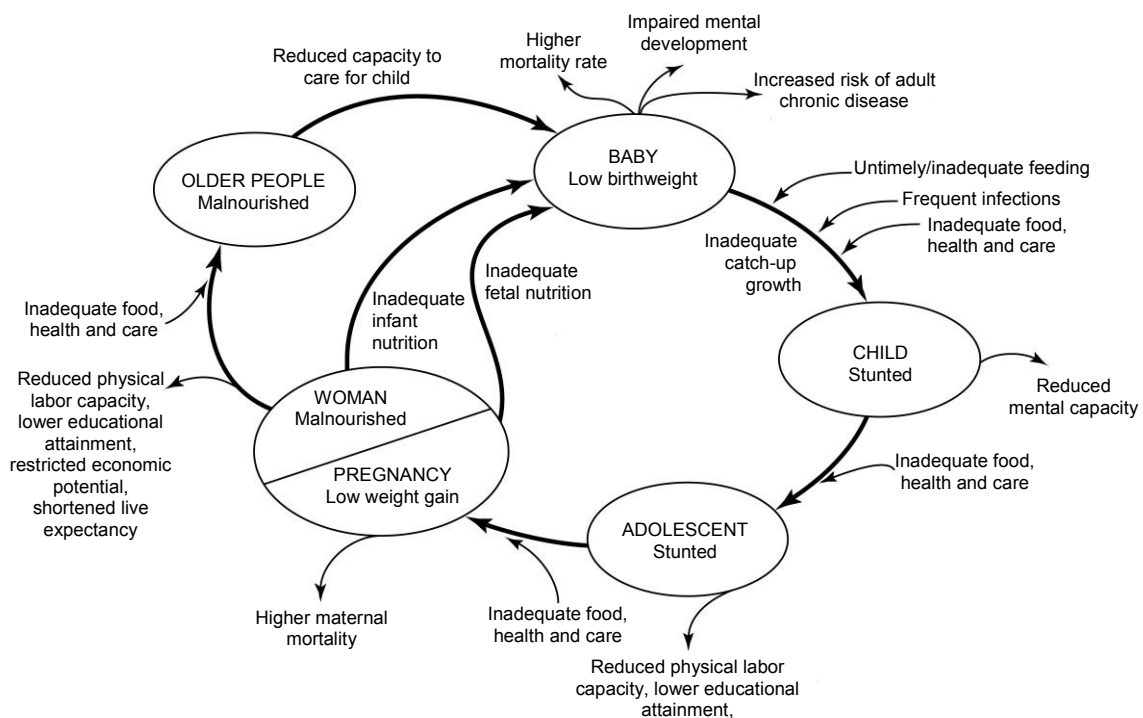 Reduced capacity to
care for child
Higher
mortality rate
Impaired mental
development
Increased risk of adult
chronic disease
OLDER PEOPLE
Malnourished
BABY
Low birthweight
Untimely/inadequate feeding
Frequent infections
Inadequate food,
health and care
Inadequate
catch-up
growth
Inadequate
fetal nutrition
Inadequate
infant
nutrition
Inadequate food,
health and care
CHILD
Stunted
Reduced
mental capacity
Reduced physical
labor capacity,
lower educational
attainment,
restricted economic
potential,
shortened live
expectancy
WOMAN
Malnourished
PREGNANCY
Low weight gain
Inadequate food,
health and care
ADOLESCENT
Stunted
Higher maternal
mortality
Inadequate food,
health and care
Reduced physical labor
capacity, lower educational
attainment,